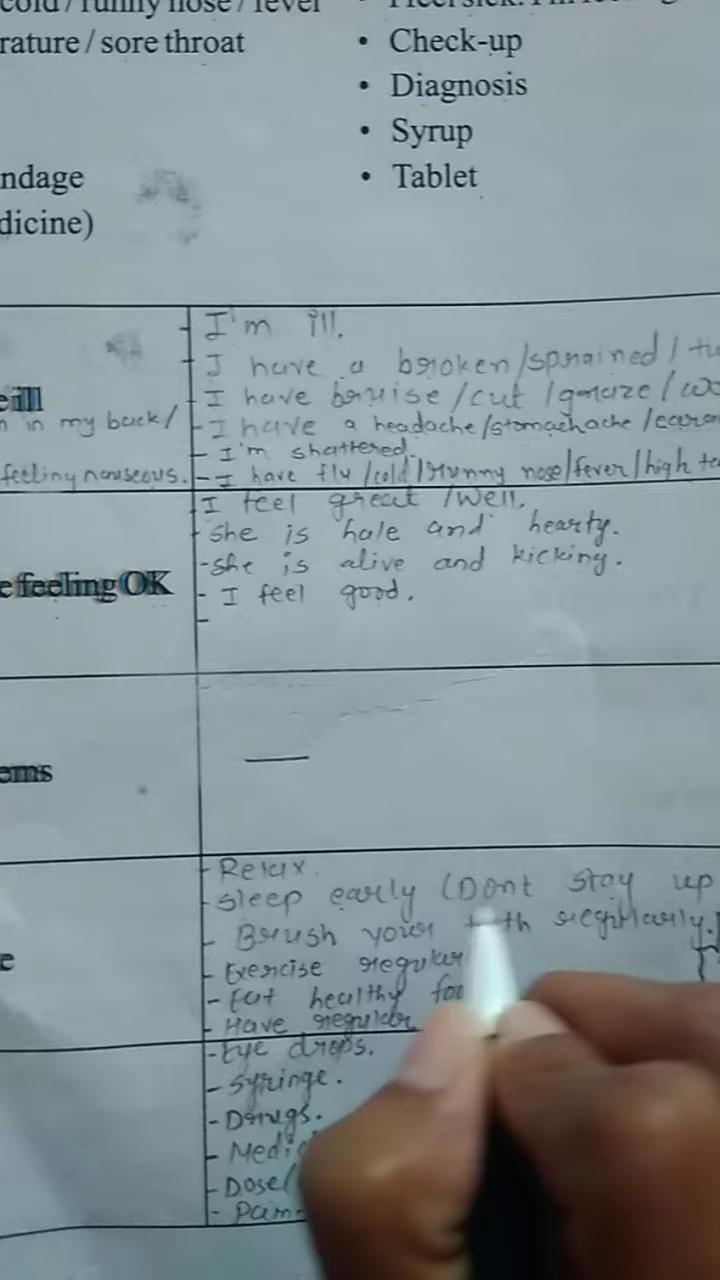 cold / runny nose / fever
rature / sore throat
• Check-up
• Diagnosis
• Syrup
• Tablet
ndage
dicine)
- I'm ill.
- I have a broken/sprained/
e ill
- I have bruise/cut/graze/
n in my back/
- I have a headache/stomachache/
- I'm shattered.
feeling nauseous.
- I have flu/cold/runny nose/fever/high
I feel great/well.
- she is hale and hearty.
- she is alive and kicking.
e feeling OK
- I feel good.
-
ems
—
- Relax.
- Sleep early (Dont stay up
- Brush your regularly.
e
- Exercise regular
- Eat healthy
- Have regular
- Eye drops.
- Syringe.
- Drugs.
-
- Dose/
-